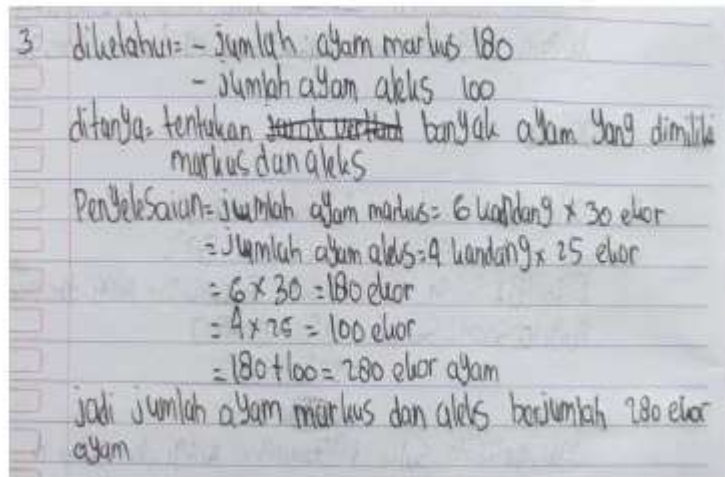 3 diketahui= - jumlah ayam markus 180
- jumlah ayam aleks 100
ditanya= tentukan banyak ayam yang dimiliki
markus dan aleks
Penyelesaian= jumlah ayam markus= 6 kandang × 30 ekor
= jumlah ayam aleks= 4 kandang × 25 ekor
= 6 × 30 = 180 ekor
= 4 × 25 = 100 ekor
= 180 + 100 = 280 ekor ayam
jadi jumlah ayam markus dan aleks berjumlah 280 ekor
ayam